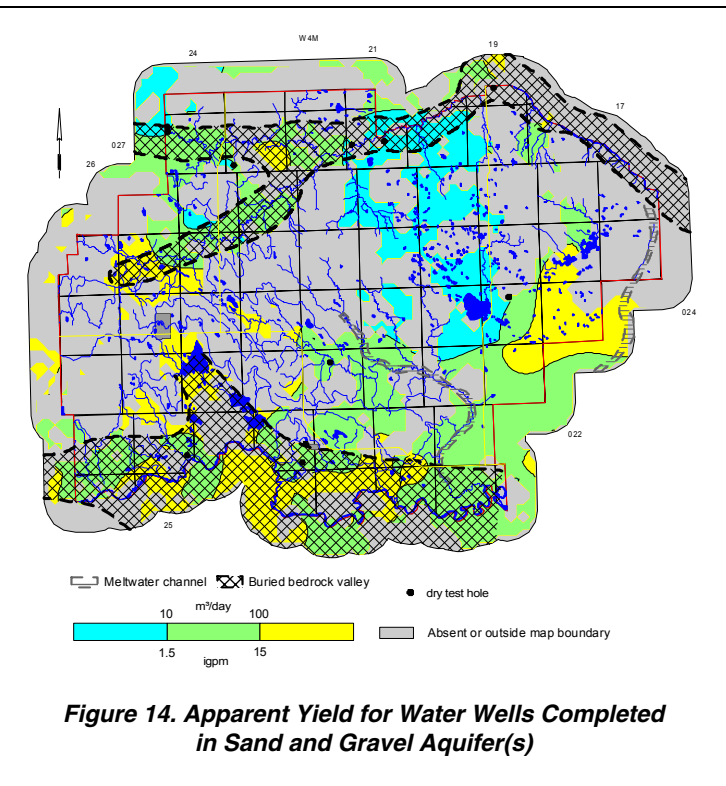 W4M
24
21
19
17
027
26
024
022
25
Meltwater channel
Buried bedrock valley
dry test hole
m³/day
10
100
1.5
15
igpm
Absent or outside map boundary
Figure 14. Apparent Yield for Water Wells Completed
in Sand and Gravel Aquifer(s)